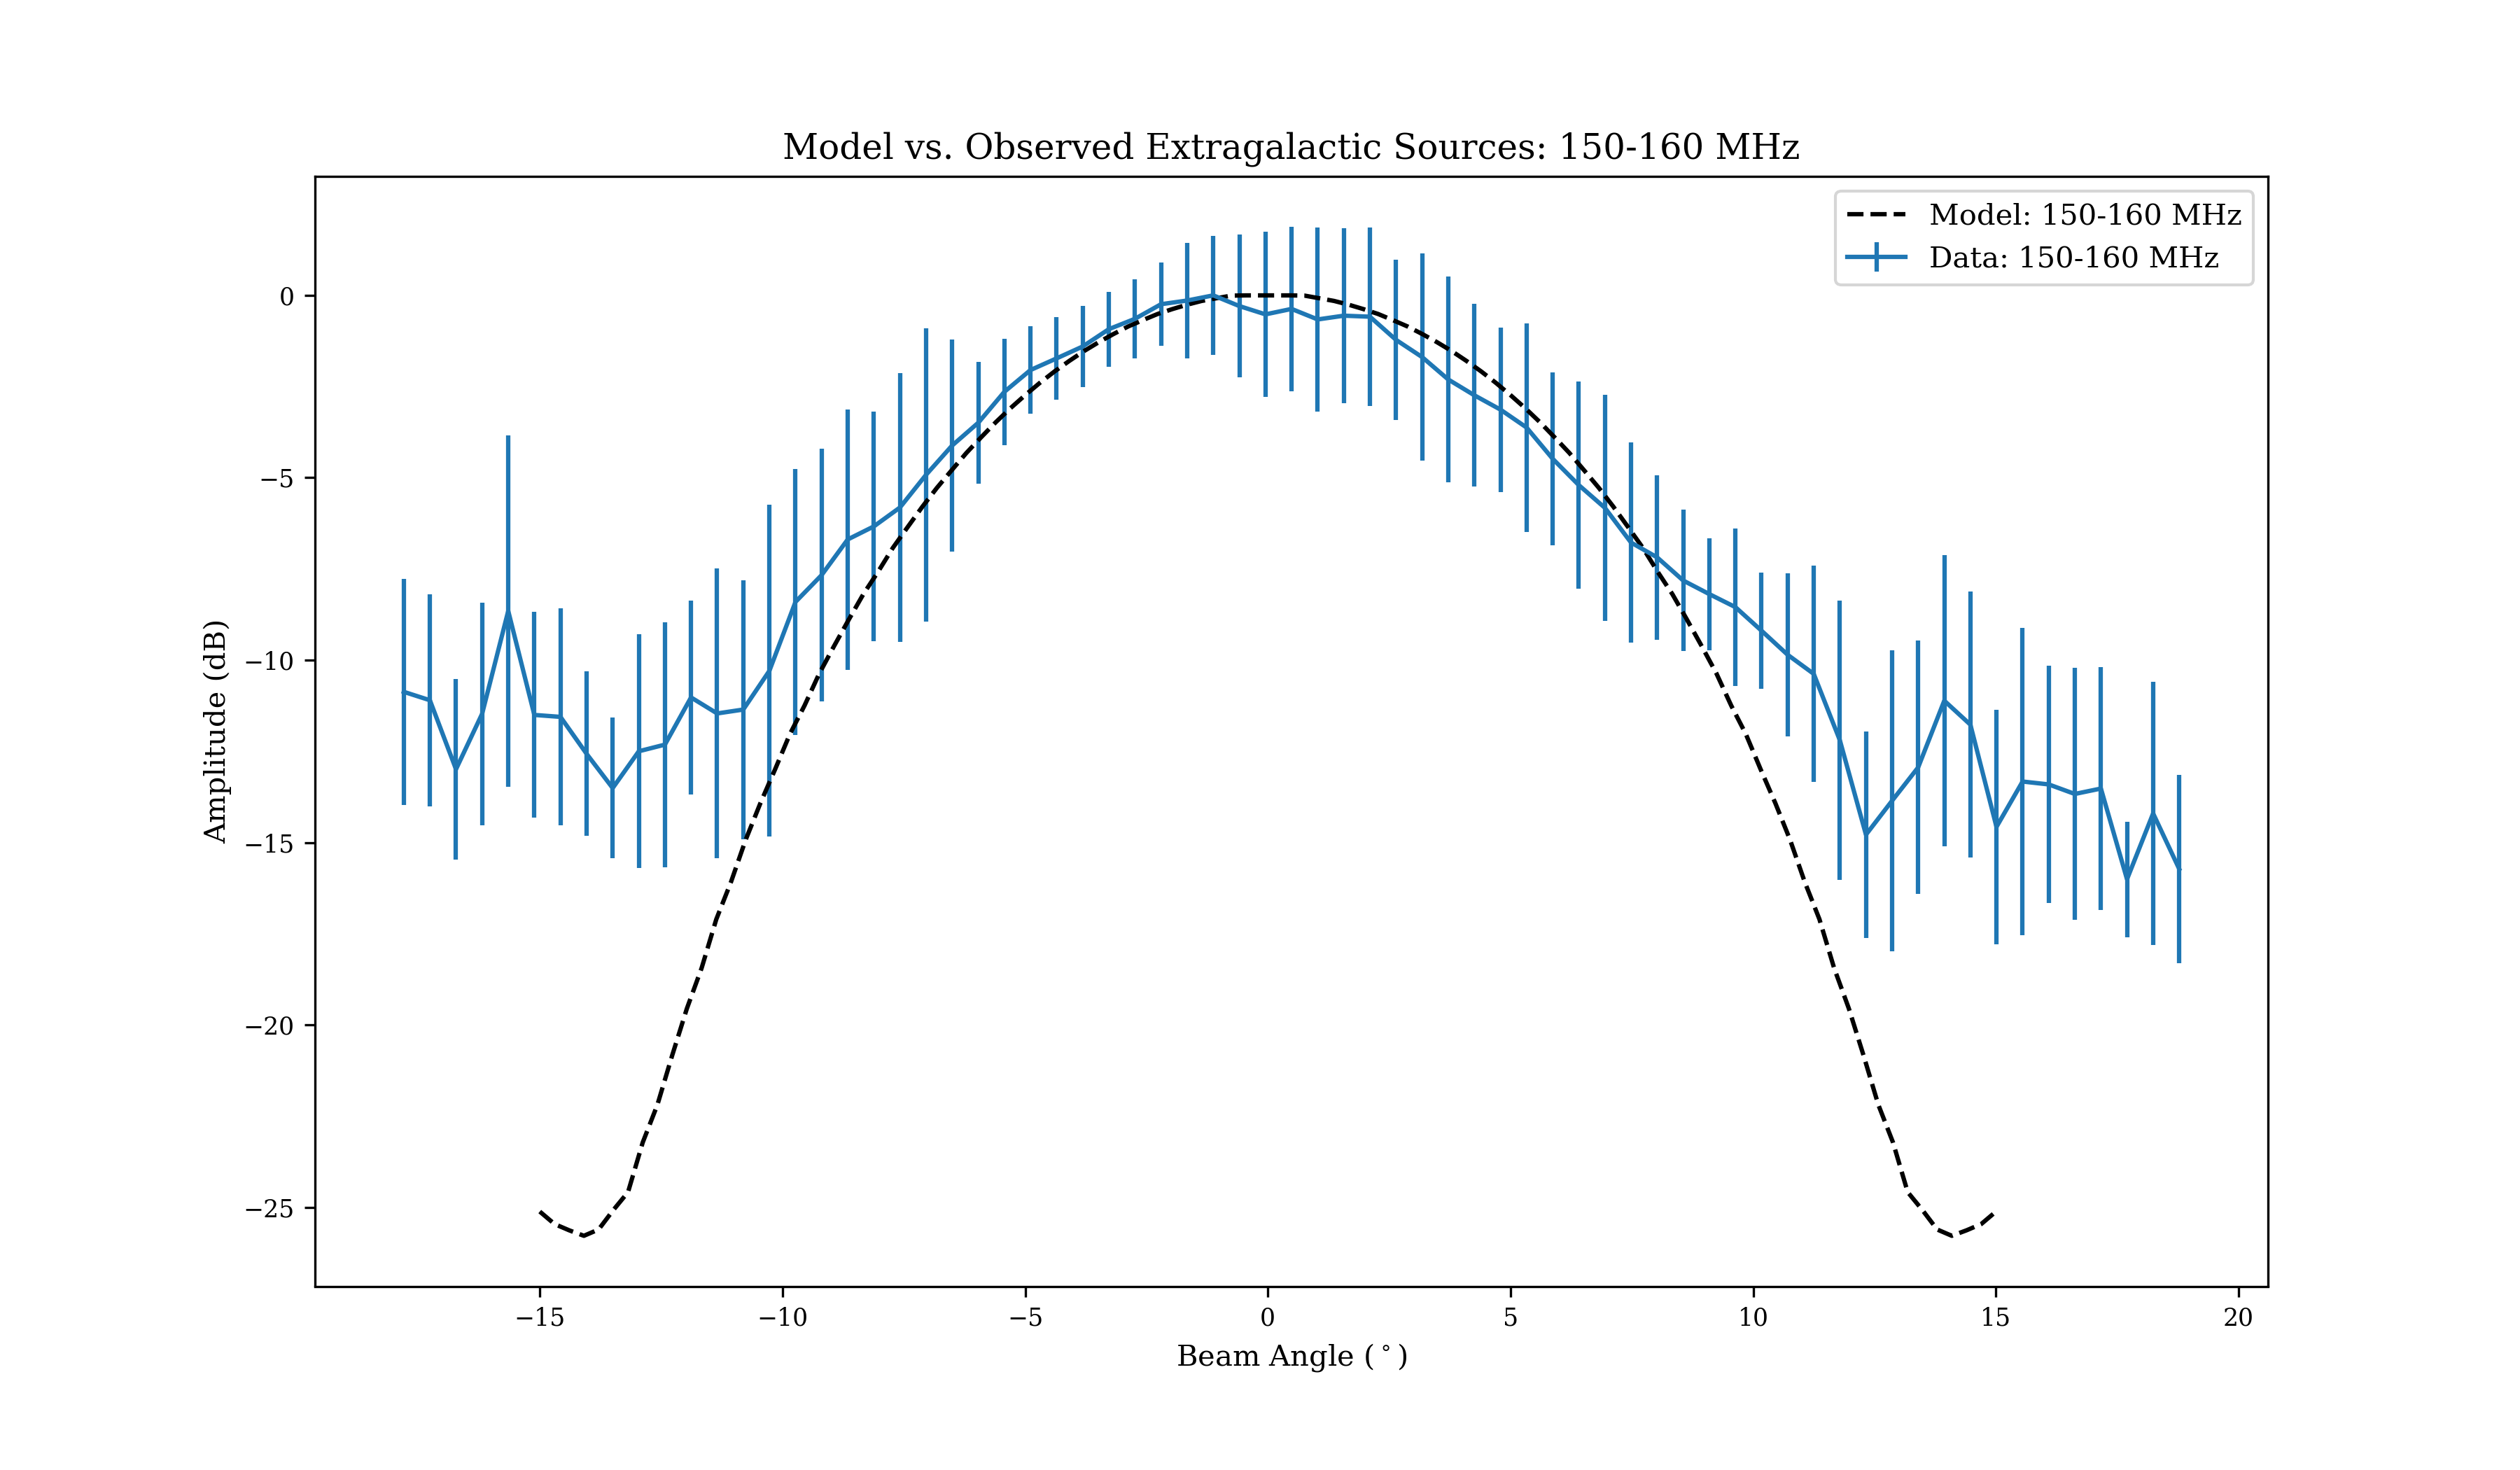 Model vs. Observed Extragalactic Sources: 150-160 MHz
Model: 150-160 MHz
Data: 150-160 MHz
0
−5
−10
−15
−20
−25
Amplitude (dB)
−15 −10 −5 0 5 10 15 20
Beam Angle (°)